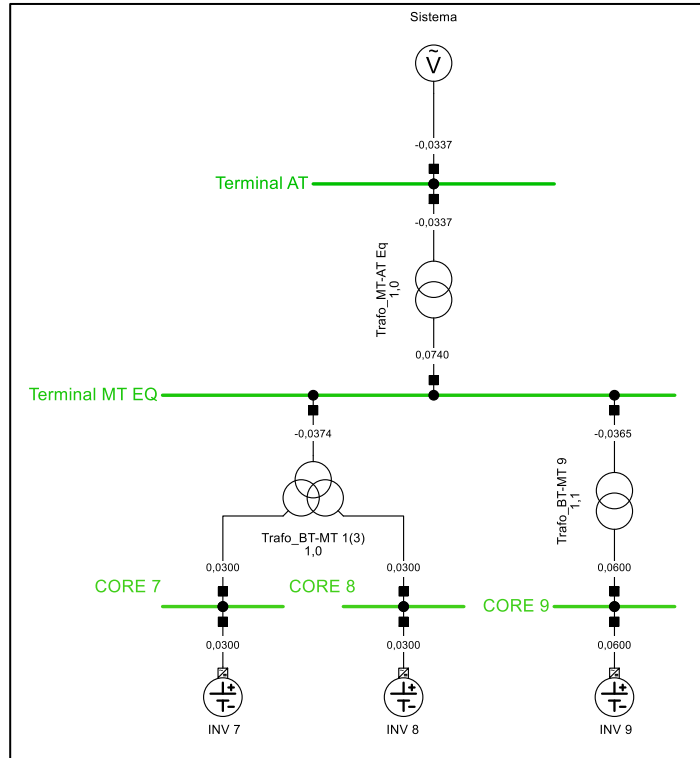 Sistema
Ṽ
-0,0337
Terminal AT
-0,0337
Trafo_MT-AT Eq
1,0
0,0740
Terminal MT EQ
-0,0374
-0,0365
Trafo_BT-MT 9
1,1
Trafo_BT-MT 1(3)
1,0
0,0300
0,0300
0,0600
CORE 7
CORE 8
CORE 9
0,0300
0,0300
0,0600
INV 7
INV 8
INV 9